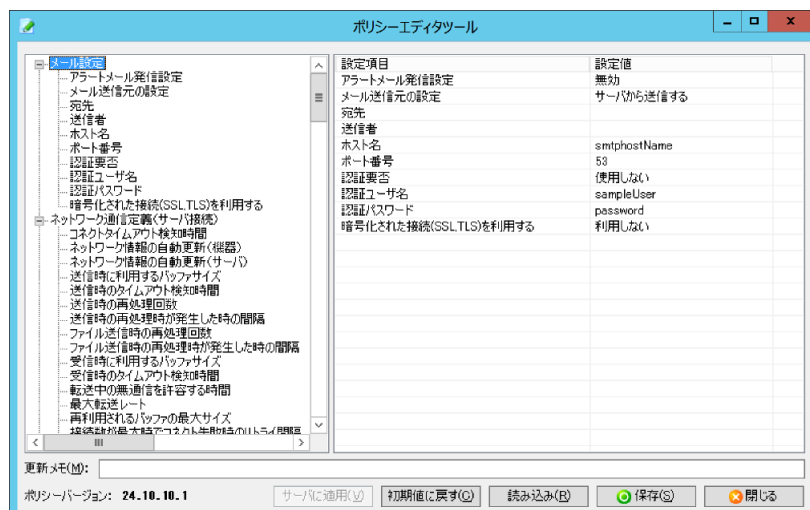 ポリシーエディタツール
メール設定
アラートメール発信設定
メール送信元の設定
宛先
送信者
ホスト名
ポート番号
認証要否
認証ユーザ名
認証パスワード
暗号化された接続(SSL,TLS)を利用する
ネットワーク通信定義(サーバ接続)
コネクトタイムアウト検知時間
ネットワーク情報の自動更新(機器)
ネットワーク情報の自動更新(サーバ)
送信時に利用するバッファサイズ
送信時のタイムアウト検知時間
送信時の再処理回数
送信時の再処理時が発生した時の間隔
ファイル送信時の再処理回数
ファイル送信時の再処理時が発生した時の間隔
受信時に利用するバッファサイズ
受信時のタイムアウト検知時間
転送中の無通信を許容する時間
最大転送レート
再利用されるバッファの最大サイズ
接続数が最大時でコネクト失敗時のリトライ間隔
設定項目 設定値
アラートメール発信設定 無効
メール送信元の設定 サーバから送信する
宛先
送信者
ホスト名 smtphostName
ポート番号 53
認証要否 使用しない
認証ユーザ名 sampleUser
認証パスワード password
暗号化された接続(SSL,TLS)を利用する 利用しない
更新メモ(M):
ポリシーバージョン: 24.10.10.1 サーバに適用(V) 初期値に戻す(C) 読み込み(R) 保存(S) 閉じる